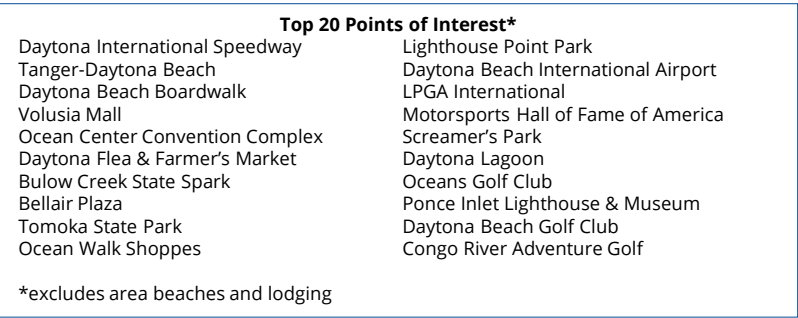 Top 20 Points of Interest*
Daytona International Speedway
Tanger-Daytona Beach
Daytona Beach Boardwalk
Volusia Mall
Ocean Center Convention Complex
Daytona Flea & Farmer’s Market
Bulow Creek State Spark
Bellair Plaza
Tomoka State Park
Ocean Walk Shoppes
Lighthouse Point Park
Daytona Beach International Airport
LPGA International
Motorsports Hall of Fame of America
Screamer’s Park
Daytona Lagoon
Oceans Golf Club
Ponce Inlet Lighthouse & Museum
Daytona Beach Golf Club
Congo River Adventure Golf
*excludes area beaches and lodging